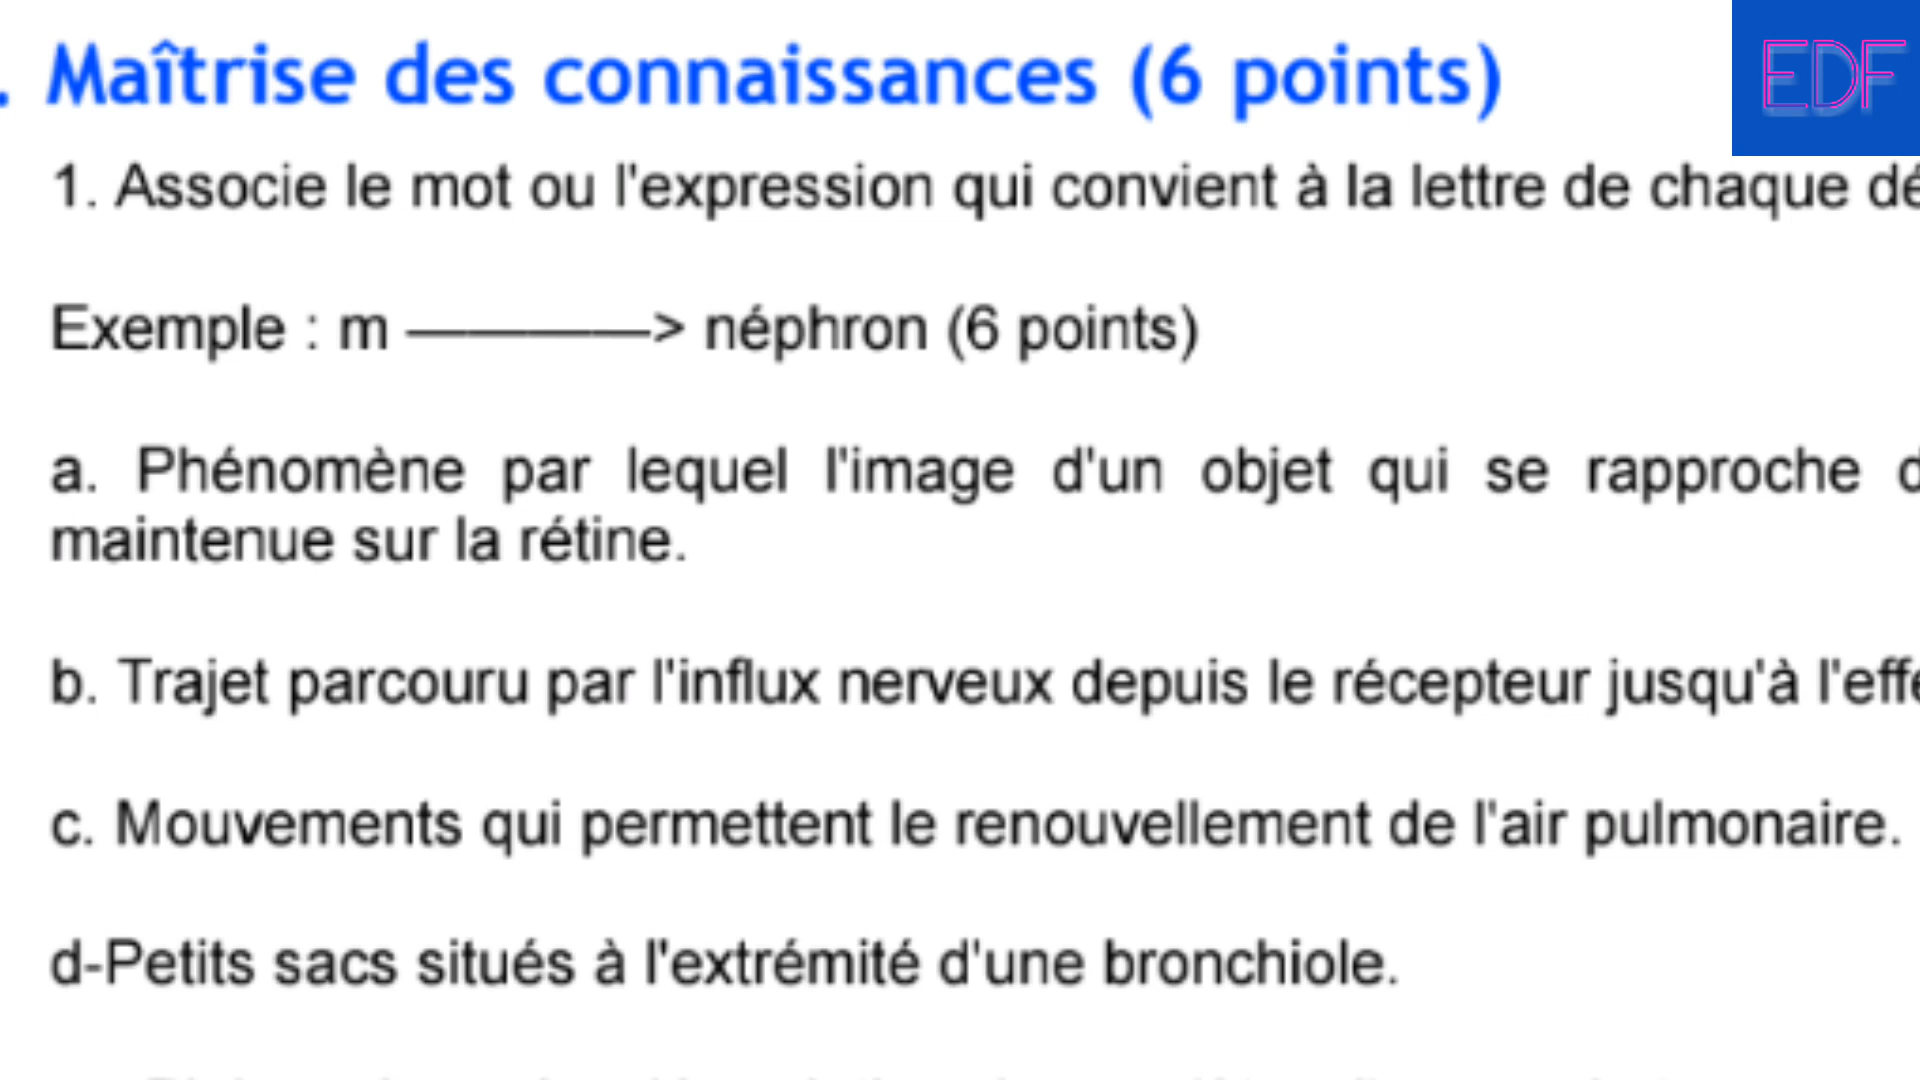 . Maîtrise des connaissances (6 points)
EDF
1. Associe le mot ou l'expression qui convient à la lettre de chaque
Exemple : m ————> néphron (6 points)
a. Phénomène par lequel l'image d'un objet qui se rapproche
maintenue sur la rétine.
b. Trajet parcouru par l'influx nerveux depuis le récepteur jusqu'à
c. Mouvements qui permettent le renouvellement de l'air pulmonaire.
d-Petits sacs situés à l'extrémité d'une bronchiole.